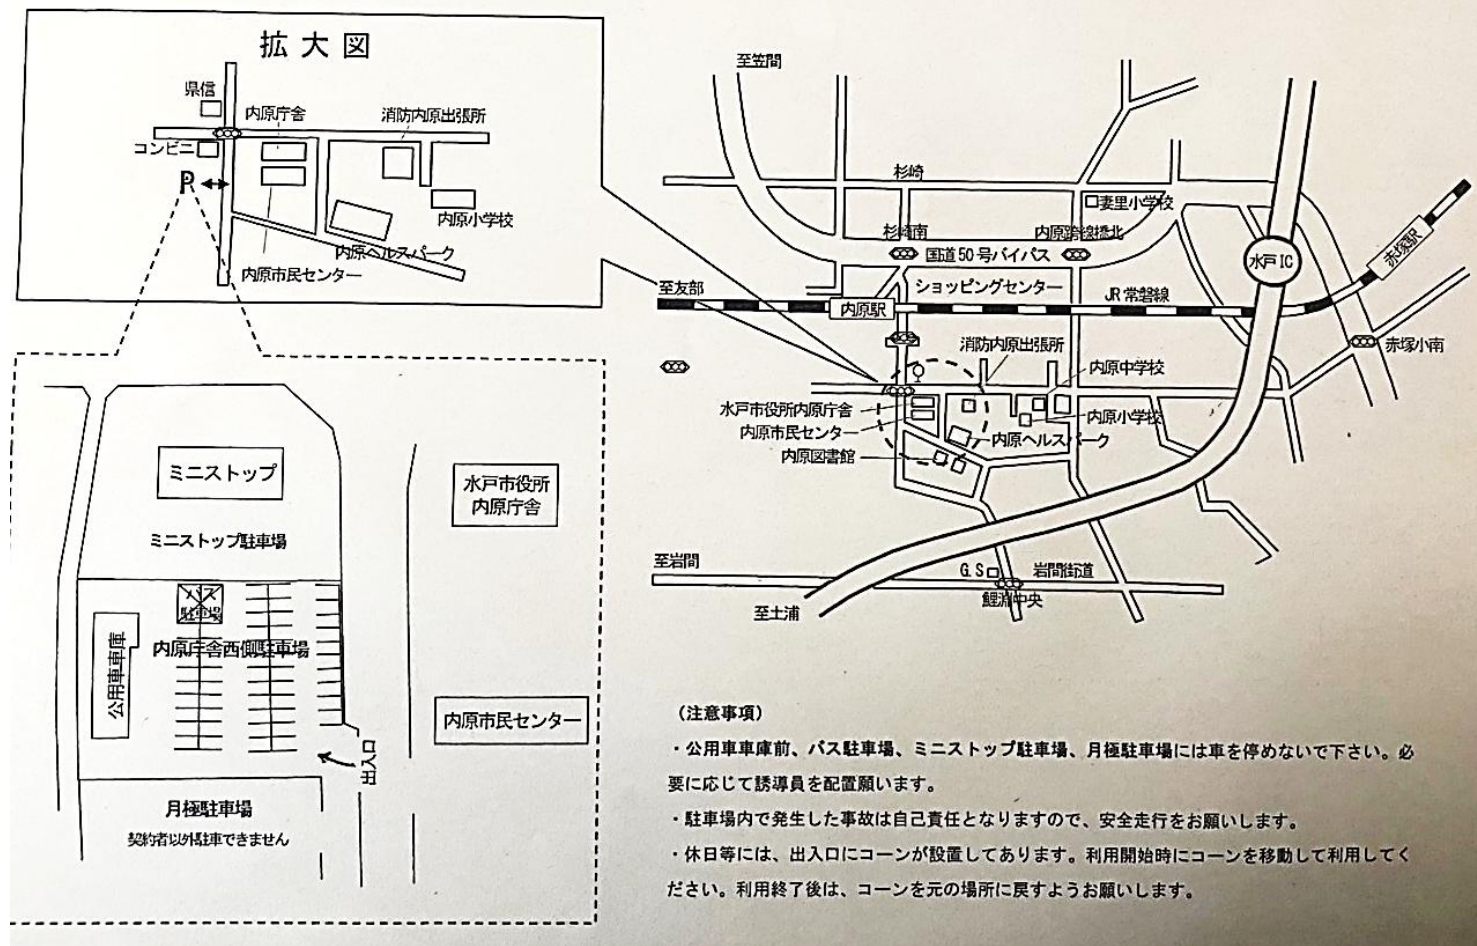 拡大図
県信
内原庁舎
消防内原出張所
コンビニ
P
内原小学校
内原ヘルスパーク
内原市民センター
至笠間
杉崎
妻里小学校
杉崎南
内原跨線橋北
国道50号バイパス
水戸IC
赤塚駅
至友部
ショッピングセンター
JR常磐線
内原駅
赤塚小南
消防内原出張所
内原中学校
水戸市役所内原庁舎
内原小学校
内原市民センター
内原ヘルスパーク
内原図書館
至岩間
G.S
岩間街道
鯉淵中央
至土浦
ミニストップ
水戸市役所
内原庁舎
ミニストップ駐車場
バス
駐車場
内原庁舎西側駐車場
公用車車庫
内原市民センター
出入口
月極駐車場
契約者以外駐車できません
（注意事項）
・公用車車庫前、バス駐車場、ミニストップ駐車場、月極駐車場には車を停めないで下さい。必
要に応じて誘導員を配置願います。
・駐車場内で発生した事故は自己責任となりますので、安全走行をお願いします。
・休日等には、出入口にコーンが設置してあります。利用開始時にコーンを移動して利用してく
ださい。利用終了後は、コーンを元の場所に戻すようお願いします。